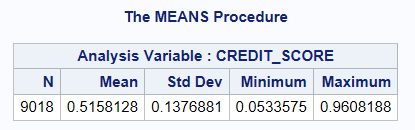 The MEANS Procedure
Analysis Variable : CREDIT_SCORE
N Mean Std Dev Minimum Maximum
9018 0.5158128 0.1376881 0.0533575 0.9608188